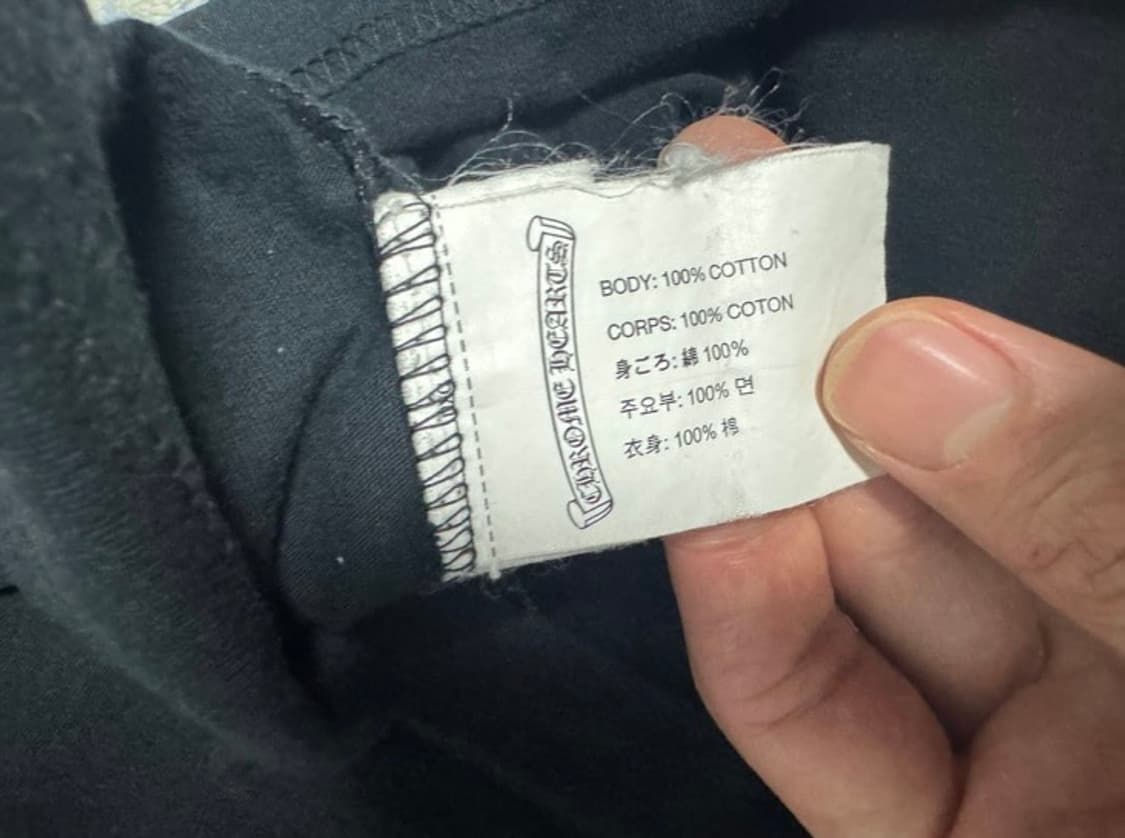 CHROME HEARTS
BODY: 100% COTTON
CORPS: 100% COTON
身ごろ: 綿 100%
주요부: 100% 면
衣身: 100% 棉